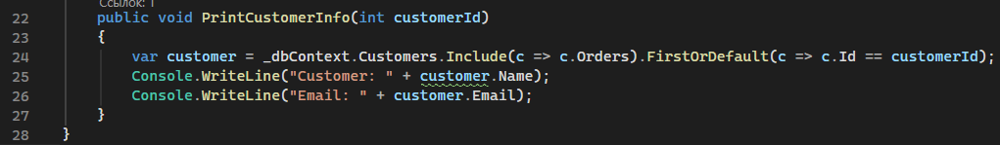 Ссылок: 1
22 public void PrintCustomerInfo(int customerId)
23 {
24 var customer = _dbContext.Customers.Include(c => c.Orders).FirstOrDefault(c => c.Id == customerId);
25 Console.WriteLine("Customer: " + customer.Name);
26 Console.WriteLine("Email: " + customer.Email);
27 }
28 }